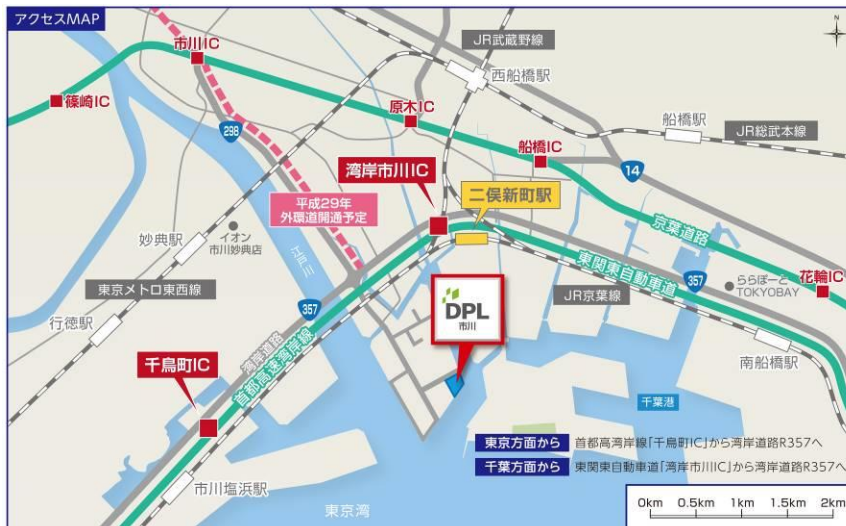 アクセスMAP
N
市川IC
JR武蔵野線
西船橋駅
篠崎IC
原木IC
船橋駅
298
船橋IC
JR総武本線
湾岸市川IC
14
平成29年
外環道開通予定
二俣新町駅
妙典駅
イオン
市川妙典店
江戸川
京葉道路
東関東自動車道
357
ららぽーと
TOKYOBAY
花輪IC
東京メトロ東西線
DPL
市川
JR京葉線
行徳駅
357
湾岸道路
首都高速湾岸線
千鳥町IC
南船橋駅
千葉港
東京方面から 首都高湾岸線「千鳥町IC」から湾岸道路R357へ
千葉方面から 東関東自動車道「湾岸市川IC」から湾岸道路R357へ
市川塩浜駅
東京湾
0km 0.5km 1km 1.5km 2km